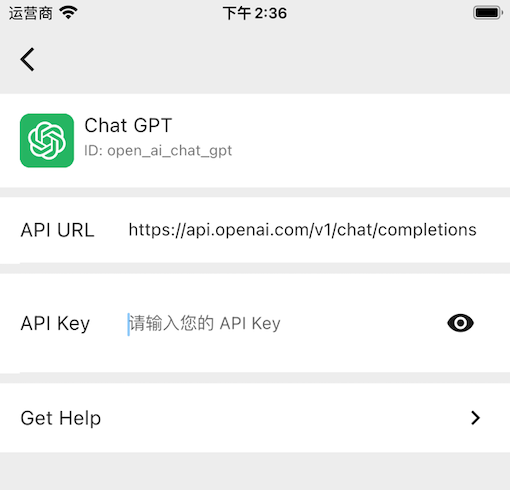 运营商 下午2:36
Chat GPT
ID: open_ai_chat_gpt
API URL https://api.openai.com/v1/chat/completions
API Key 请输入您的 API Key
Get Help